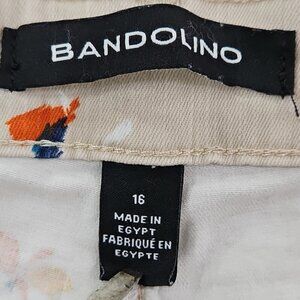 BANDOLINO
16
MADE IN
EGYPT
FABRIQUÉ EN
EGYPTE